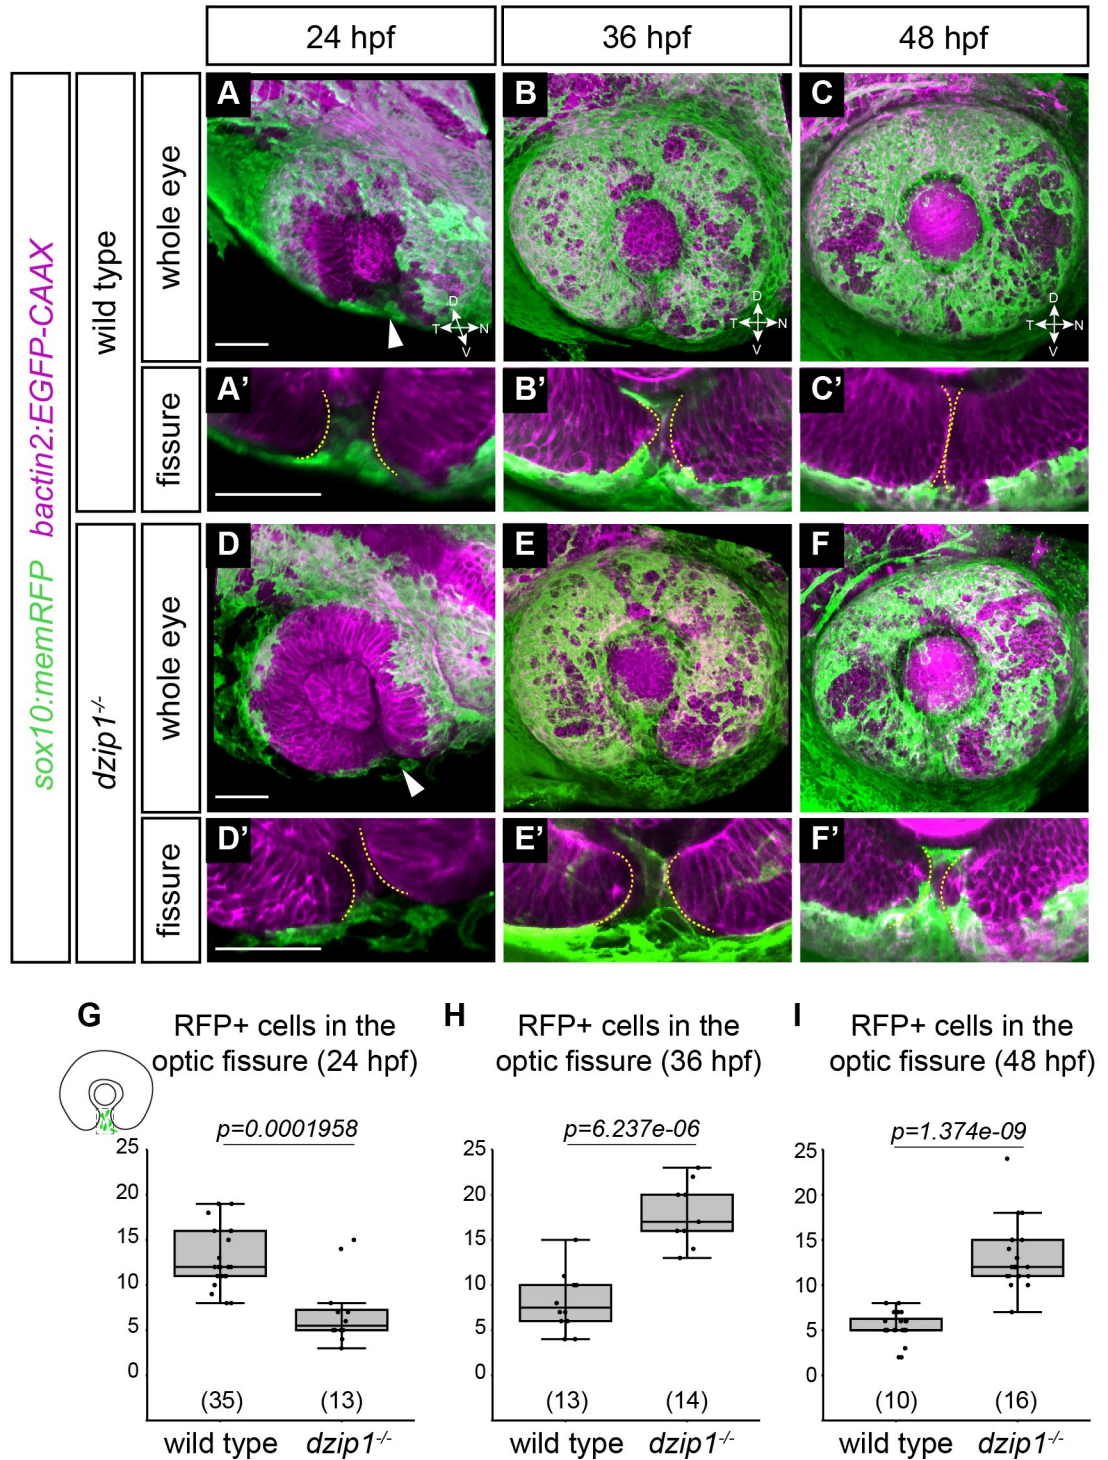 24 hpf
36 hpf
48 hpf
sox10:memRFP bactin2:EGFP-CAAX
wild type
whole eye
A
D
T
N
V
B
D
T
N
V
C
D
T
N
V
fissure
A'
B'
C'
dzip1-/-
whole eye
D
E
F
fissure
D'
E'
F'
G
RFP+ cells in the
optic fissure (24 hpf)
p=0.0001958
25
20
15
10
5
0
(35)
(13)
wild type
dzip1-/-
H
RFP+ cells in the
optic fissure (36 hpf)
p=6.237e-06
25
20
15
10
5
0
(13)
(14)
wild type
dzip1-/-
I
RFP+ cells in the
optic fissure (48 hpf)
p=1.374e-09
25
20
15
10
5
0
(10)
(16)
wild type
dzip1-/-